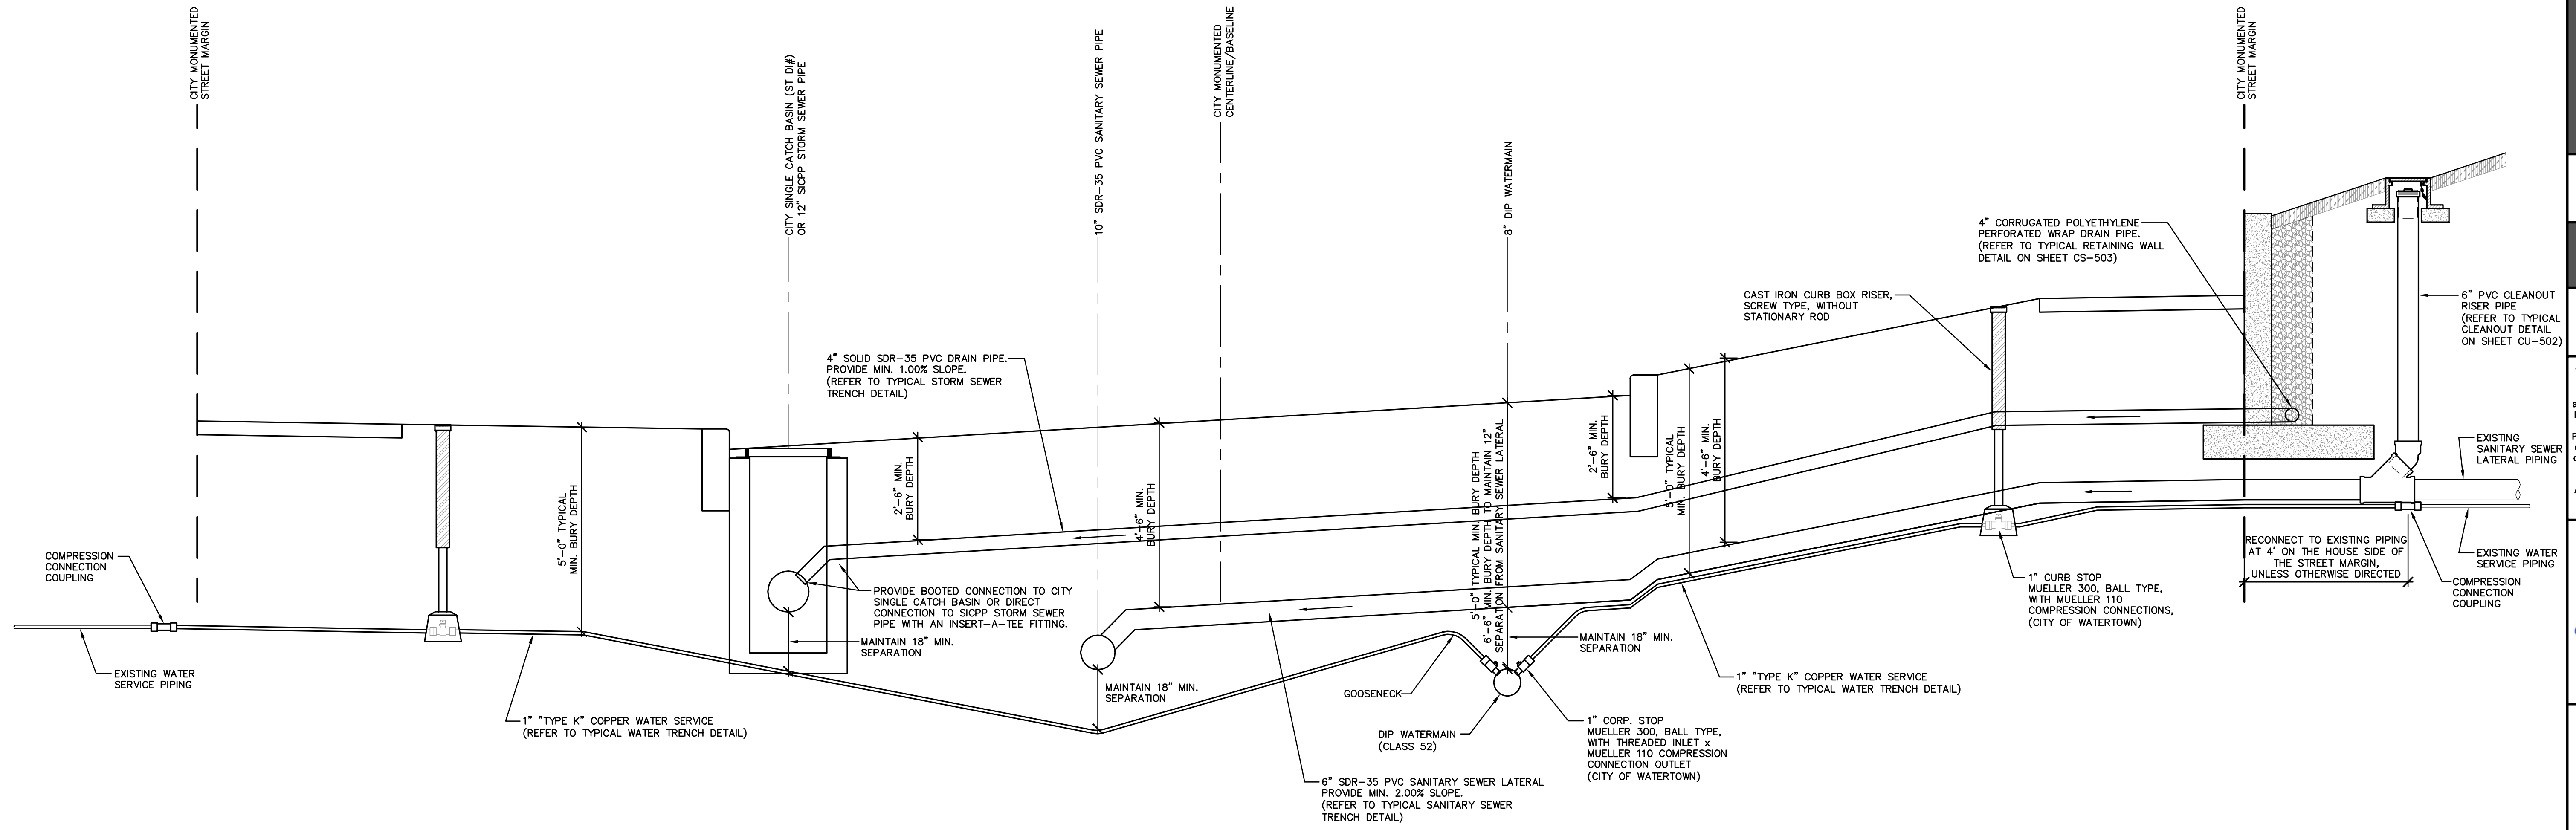 CITY MONUMENTED
STREET MARGIN
CITY SINGLE CATCH BASIN (ST DI#)
OR 12" SICPP STORM SEWER PIPE
10" SDR-35 PVC SANITARY SEWER PIPE
CITY MONUMENTED
CENTERLINE/BASELINE
8" DIP WATERMAIN
CITY MONUMENTED
STREET MARGIN
4" CORRUGATED POLYETHYLENE
PERFORATED WRAP DRAIN PIPE.
(REFER TO TYPICAL RETAINING WALL
DETAIL ON SHEET CS-503)
CAST IRON CURB BOX RISER,
SCREW TYPE, WITHOUT
STATIONARY ROD
6" PVC CLEANOUT
RISER PIPE
(REFER TO TYPICAL
CLEANOUT DETAIL
ON SHEET CU-502)
4" SOLID SDR-35 PVC DRAIN PIPE.
PROVIDE MIN. 1.00% SLOPE.
(REFER TO TYPICAL STORM SEWER
TRENCH DETAIL)
5'-0" TYPICAL
MIN. BURY DEPTH
2'-6" MIN.
BURY DEPTH
4'-6" MIN.
BURY DEPTH
5'-0" TYPICAL MIN. BURY DEPTH
6'-6" MIN. BURY DEPTH TO MAINTAIN 12"
SEPARATION FROM SANITARY SEWER LATERAL
2'-6" MIN.
BURY DEPTH
5'-0" TYPICAL
MIN. BURY DEPTH
4'-6" MIN.
BURY DEPTH
EXISTING
SANITARY SEWER
LATERAL PIPING
COMPRESSION
CONNECTION
COUPLING
PROVIDE BOOTED CONNECTION TO CITY
SINGLE CATCH BASIN OR DIRECT
CONNECTION TO SICPP STORM SEWER
PIPE WITH AN INSERT-A-TEE FITTING.
MAINTAIN 18" MIN.
SEPARATION
MAINTAIN 18" MIN.
SEPARATION
MAINTAIN 18" MIN.
SEPARATION
RECONNECT TO EXISTING PIPING
AT 4' ON THE HOUSE SIDE OF
THE STREET MARGIN,
UNLESS OTHERWISE DIRECTED
EXISTING WATER
SERVICE PIPING
COMPRESSION
CONNECTION
COUPLING
1" CURB STOP
MUELLER 300, BALL TYPE,
WITH MUELLER 110
COMPRESSION CONNECTIONS,
(CITY OF WATERTOWN)
EXISTING WATER
SERVICE PIPING
GOOSENECK
1" "TYPE K" COPPER WATER SERVICE
(REFER TO TYPICAL WATER TRENCH DETAIL)
1" "TYPE K" COPPER WATER SERVICE
(REFER TO TYPICAL WATER TRENCH DETAIL)
DIP WATERMAIN
(CLASS 52)
1" CORP. STOP
MUELLER 300, BALL TYPE,
WITH THREADED INLET x
MUELLER 110 COMPRESSION
CONNECTION OUTLET
(CITY OF WATERTOWN)
6" SDR-35 PVC SANITARY SEWER LATERAL
PROVIDE MIN. 2.00% SLOPE.
(REFER TO TYPICAL SANITARY SEWER
TRENCH DETAIL)